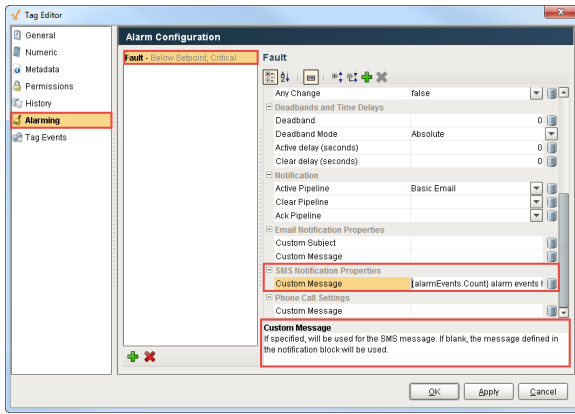 Tag Editor
General
Numeric
Metadata
Permissions
History
Alarming
Tag Events
Alarm Configuration
Fault - Below Setpoint, Critical
Fault
Any Change false
Deadbands and Time Delays
Deadband 0
Deadband Mode Absolute
Active delay (seconds) 0
Clear delay (seconds) 0
Notification
Active Pipeline Basic Email
Clear Pipeline
Ack Pipeline
Email Notification Properties
Custom Subject
Custom Message
SMS Notification Properties
Custom Message {alarmEvents.Count} alarm events
Phone Call Settings
Custom Message
Custom Message
If specified, will be used for the SMS message. If blank, the message defined in
the notification block will be used.
OK Apply Cancel